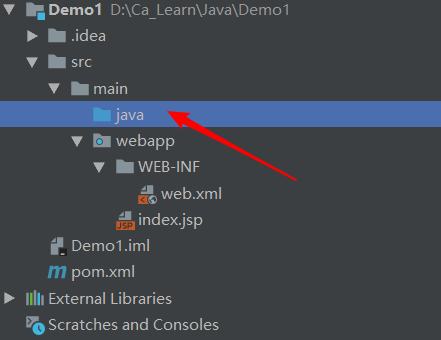 Demo1 D:\Ca_Learn\Java\Demo1
.idea
src
main
java
webapp
WEB-INF
web.xml
index.jsp
Demo1.iml
pom.xml
External Libraries
Scratches and Consoles